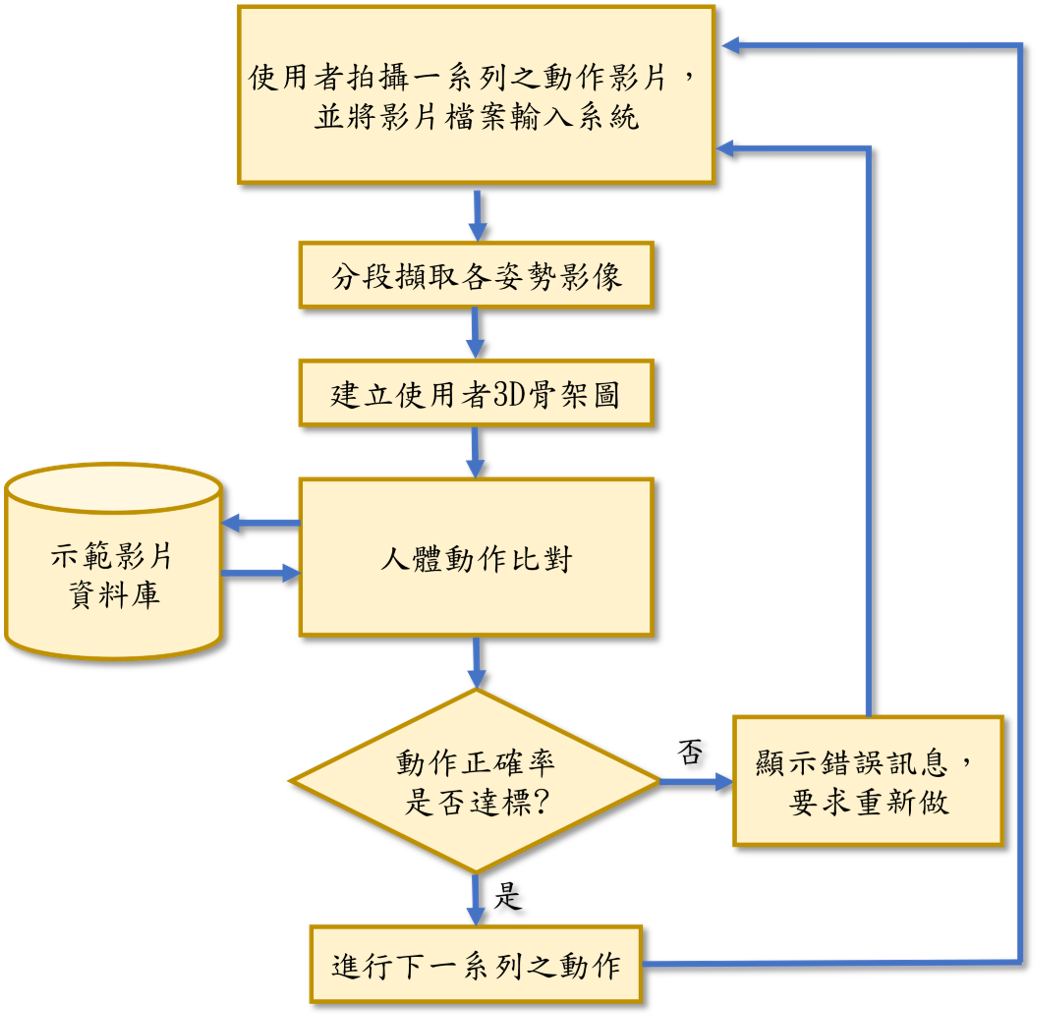 使用者拍攝一系列之動作影片，
並將影片檔案輸入系統
分段擷取各姿勢影像
建立使用者3D骨架圖
示範影片
資料庫
人體動作比對
動作正確率
是否達標?
否
顯示錯誤訊息，
要求重新做
是
進行下一系列之動作